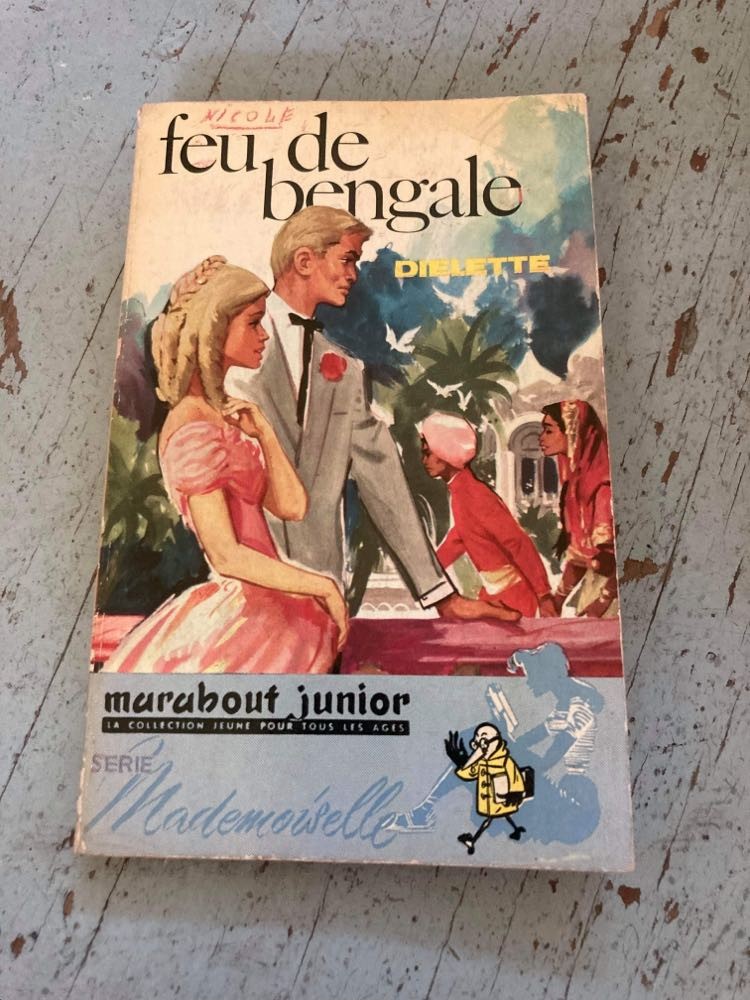 NICOLE
feu de
bengale
DIELETTE
marabout junior
LA COLLECTION JEUNE POUR TOUS LES AGES
SERIE
Mademoiselle